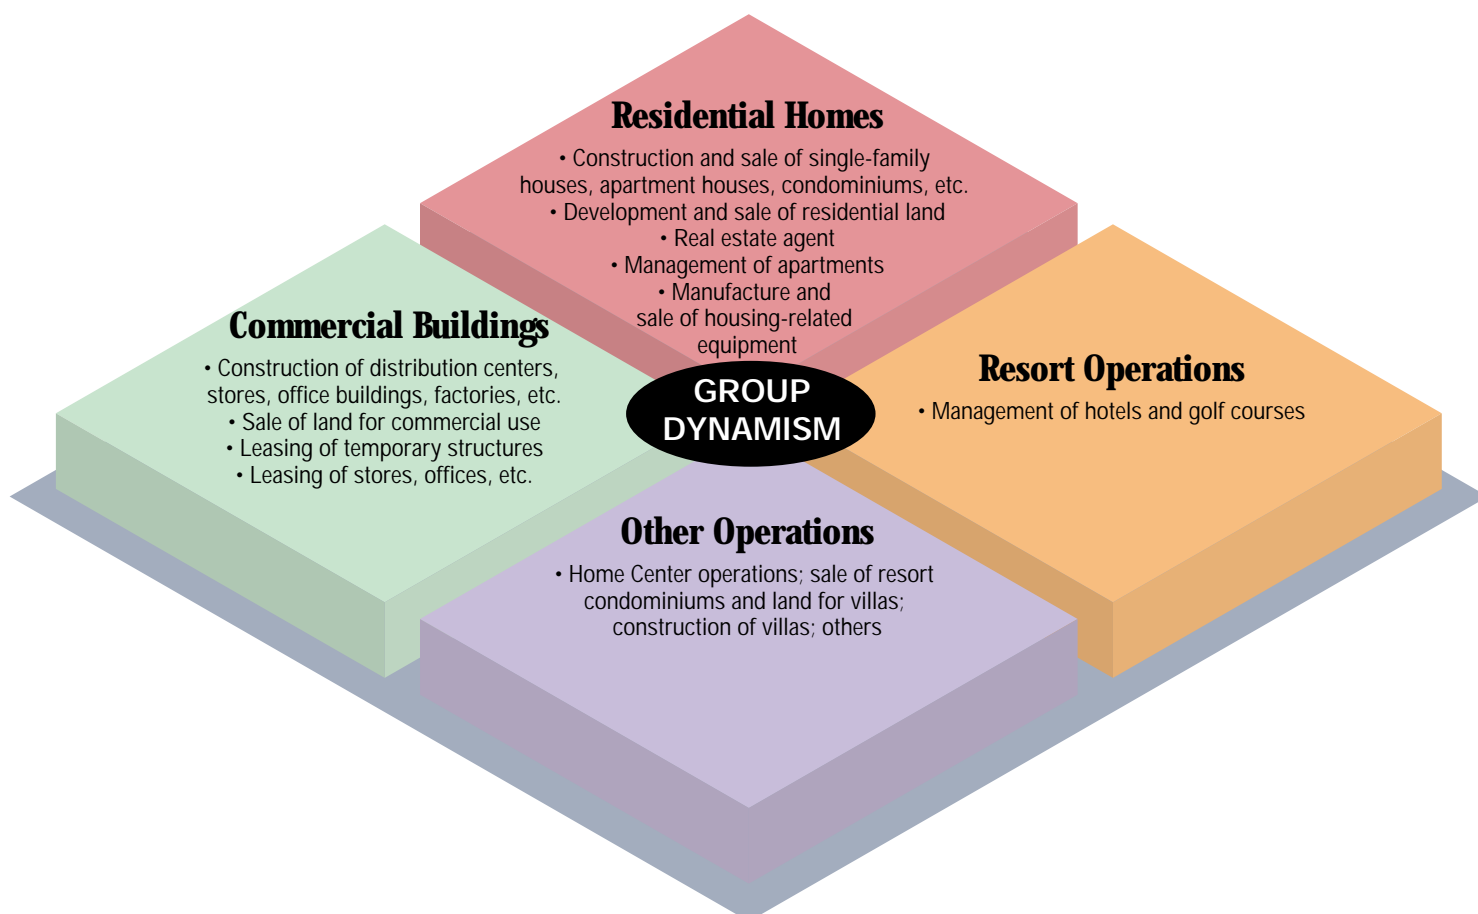 Residential Homes
• Construction and sale of single-family
houses, apartment houses, condominiums, etc.
• Development and sale of residential land
• Real estate agent
• Management of apartments
• Manufacture and
sale of housing-related
equipment
Commercial Buildings
• Construction of distribution centers,
stores, office buildings, factories, etc.
• Sale of land for commercial use
• Leasing of temporary structures
• Leasing of stores, offices, etc.
GROUP
DYNAMISM
Resort Operations
• Management of hotels and golf courses
Other Operations
• Home Center operations; sale of resort
condominiums and land for villas;
construction of villas; others